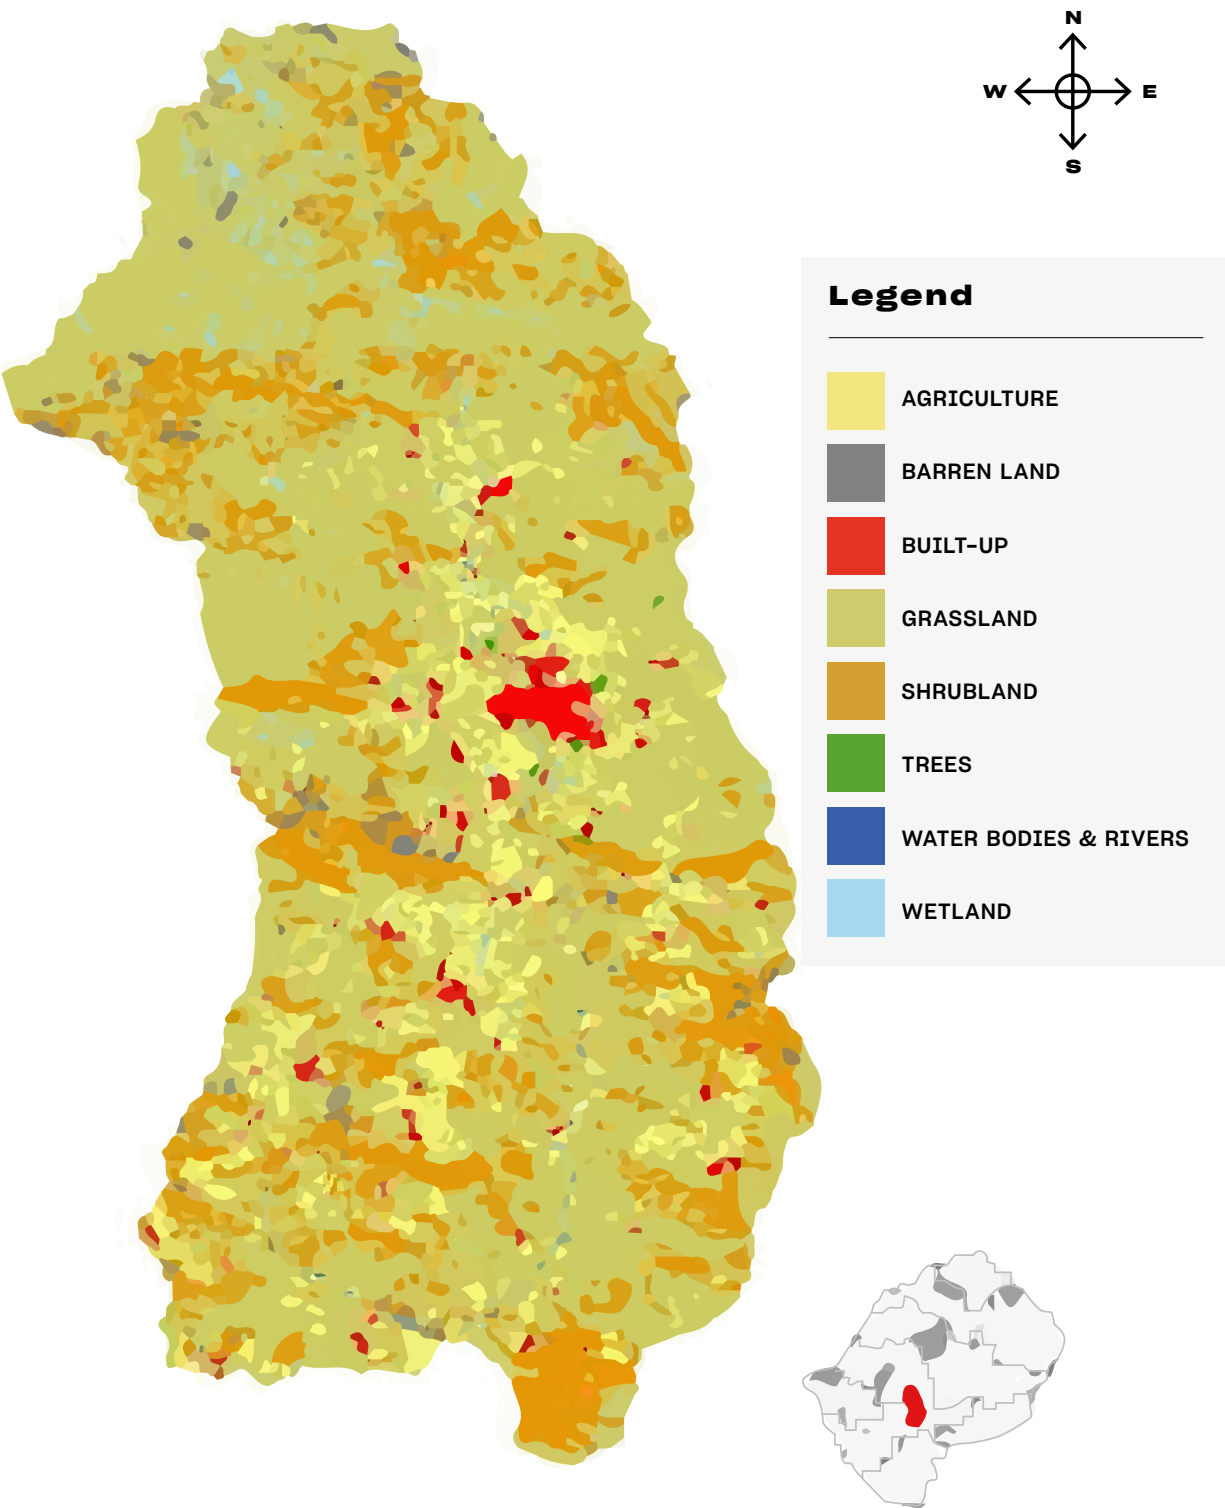 N
W E
S
Legend
AGRICULTURE
BARREN LAND
BUILT-UP
GRASSLAND
SHRUBLAND
TREES
WATER BODIES & RIVERS
WETLAND